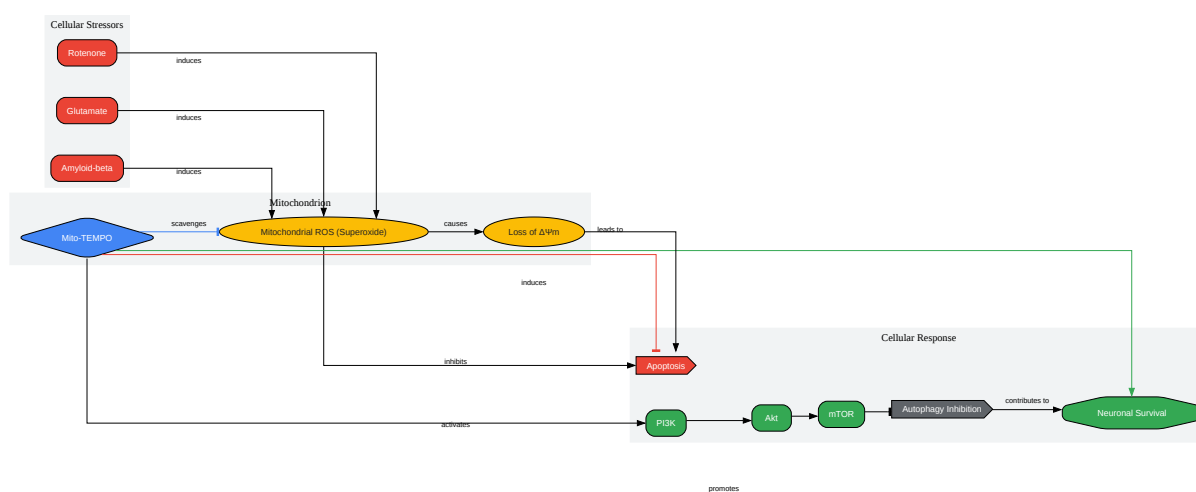 Cellular Stressors
Rotenone
induces
Glutamate
induces
Amyloid-beta
induces
Mitochondrion
Mito-TEMPO
scavenges
Mitochondrial ROS (Superoxide)
causes
Loss of ΔΨm
leads to
induces
Cellular Response
inhibits
Apoptosis
activates
PI3K
Akt
mTOR
Autophagy Inhibition
contributes to
Neuronal Survival
promotes